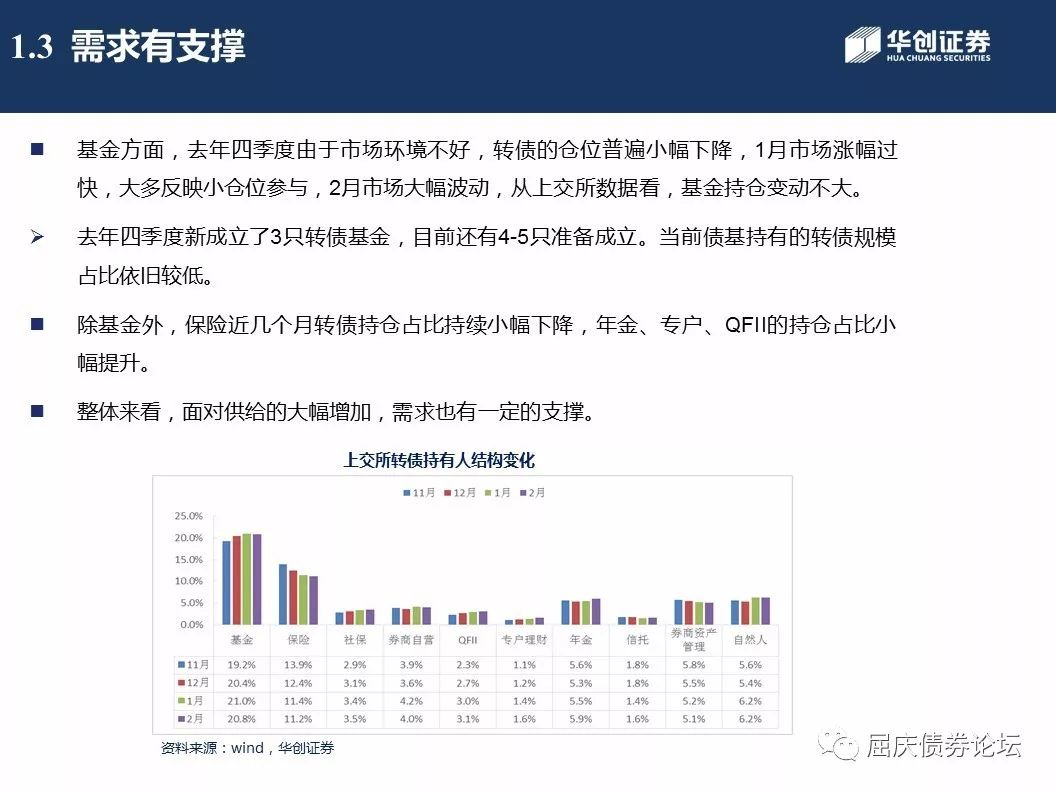 1.3 需求有支撑
华创证券
HUA CHUANG SECURITIES
■ 基金方面，去年四季度由于市场环境不好，转债的仓位普遍小幅下降，1月市场涨幅过
快，大多反映小仓位参与，2月市场大幅波动，从上交所数据看，基金持仓变动不大。
➢ 去年四季度新成立了3只转债基金，目前还有4-5只准备成立。当前债基持有的转债规模
占比依旧较低。
■ 除基金外，保险近几个月转债持仓占比持续小幅下降，年金、专户、QFII的持仓占比小
幅提升。
■ 整体来看，面对供给的大幅增加，需求也有一定的支撑。
上交所转债持有人结构变化
11月 12月 1月 2月
25.0%
20.0%
15.0%
10.0%
5.0%
0.0%
基金 保险 社保 券商自营 QFII 专户理财 年金 信托 券商资产 自然人
管理
11月 19.2% 13.9% 2.9% 3.9% 2.3% 1.1% 5.6% 1.8% 5.8% 5.6%
12月 20.4% 12.4% 3.1% 3.6% 2.7% 1.2% 5.3% 1.8% 5.5% 5.4%
1月 21.0% 11.4% 3.4% 4.2% 3.0% 1.4% 5.5% 1.4% 5.2% 6.2%
2月 20.8% 11.2% 3.5% 4.0% 3.1% 1.6% 5.9% 1.6% 5.1% 6.2%
资料来源：wind，华创证券
屈庆债券论坛